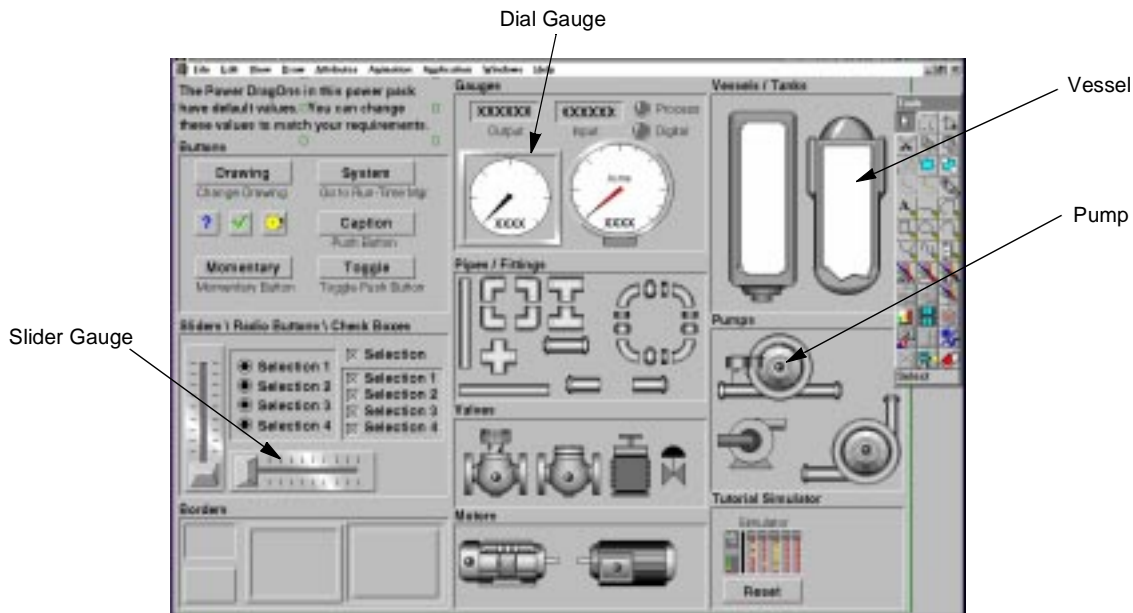 Dial Gauge
Vessel
Pump
Slider Gauge
File Edit View Draw Attributes Animation Application Windows Help
The Power DragOns in this power pack
have default values. You can change
these values to match your requirements.
Buttons
Drawing
Change Drawing
System
Go to Run-Time Map
?
Caption
Push Button
Momentary
Momentary Button
Toggle
Toggle Push Button
Sliders \ Radio Buttons \ Check Boxes
Selection 1
Selection 2
Selection 3
Selection 4
Selection
Selection 1
Selection 2
Selection 3
Selection 4
Borders
Gauges
XXXXXX
Output
XXXXXX
Input
Process
Digital
XXXX
XXXX
Pipes / Fittings
Valves
Motors
Vessels / Tanks
Pumps
Tutorial Simulator
Simulator
Reset
Tools
A
Select